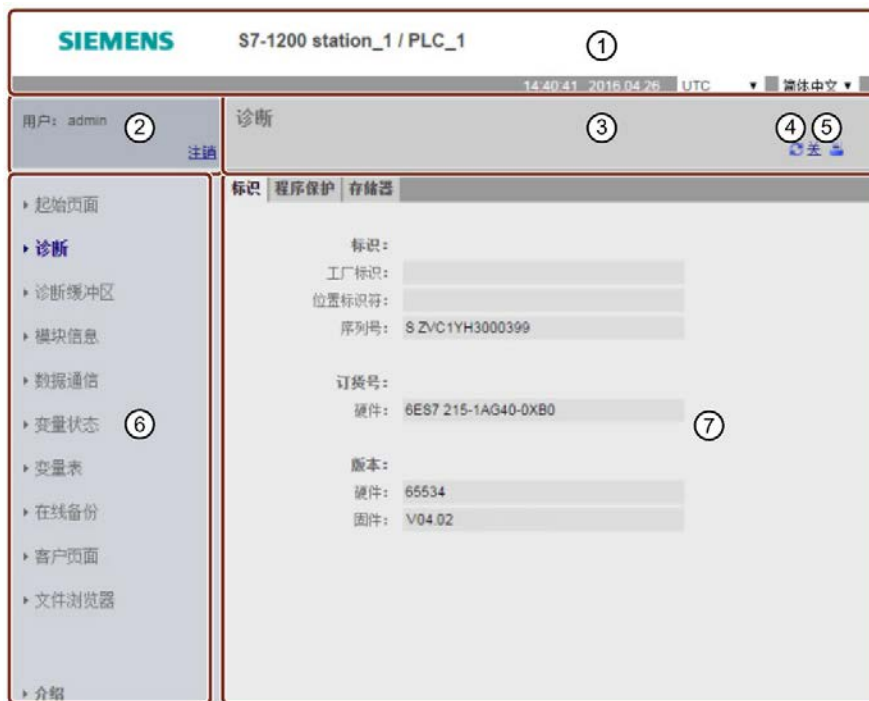 SIEMENS S7-1200 station_1 / PLC_1 ①
14:40:41 2016.04.26 UTC 简体中文
用户: admin ②
注销
诊断 ③ ④ ⑤
关
起始页面
诊断
诊断缓冲区
模块信息
数据通信
变量状态 ⑥
变量表
在线备份
客户页面
文件浏览器
介绍
标识 程序保护 存储器
标识:
工厂标识:
位置标识符:
序列号: S ZVC1YH3000399
订货号:
硬件: 6ES7 215-1AG40-0XB0 ⑦
版本:
硬件: 65534
固件: V04.02